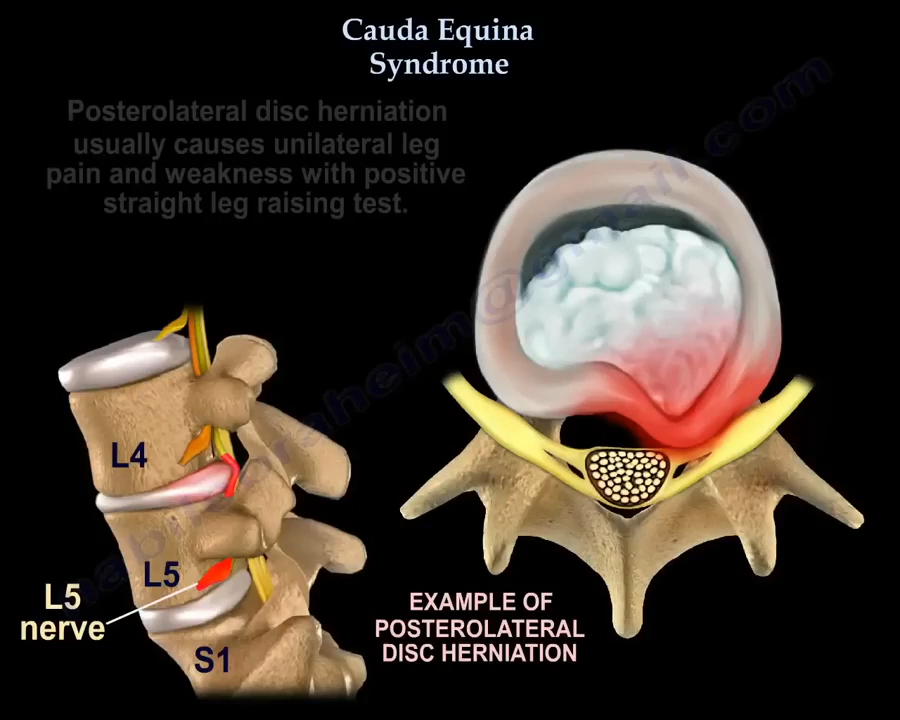 Cauda Equina
Syndrome
Posterolateral disc herniation
usually causes unilateral leg
pain and weakness with positive
straight leg raising test.
L4
L5
L5
nerve
S1
EXAMPLE OF
POSTEROLATERAL
DISC HERNIATION